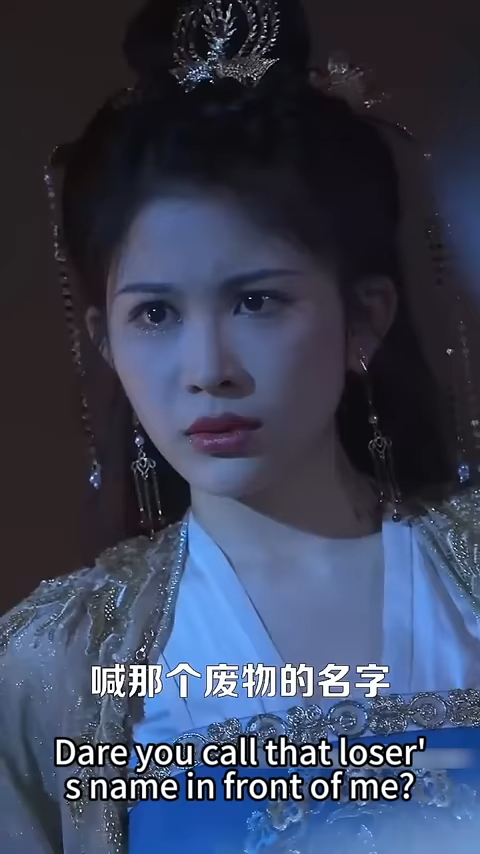 喊那个废物的名字
Dare you call that loser'
s name in front of me?